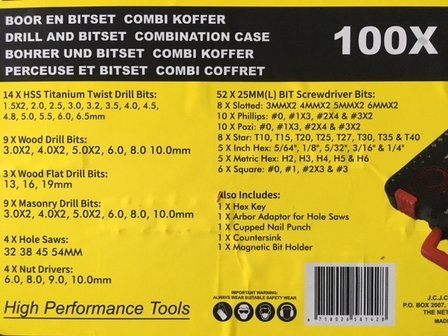 BOOR EN BITSET COMBI KOFFER
DRILL AND BITSET COMBINATION CASE
BOHRER UND BITSET COMBI KOFFER
PERCEUSE ET BITSET COMBI COFFRET
100X
14 X HSS Titanium Twist Drill Bits:
1.5X2, 2.0, 2.5, 3.0, 3.2, 3.5, 4.0, 4.5,
4.8, 5.0, 5.5, 6.0, 6.5mm
9 X Wood Drill Bits:
3.0X2, 4.0X2, 5.0X2, 6.0, 8.0 10.0mm
3 X Wood Flat Drill Bits:
13, 16, 19mm
9 X Masonry Drill Bits:
3.0X2, 4.0X2, 5.0X2, 6.0, 8.0, 10.0mm
4 X Hole Saws:
32 38 45 54MM
4 X Nut Drivers:
6.0, 8.0, 9.0, 10.0mm
High Performance Tools
52 X 25MM(L) BIT Screwdriver Bits:
8 X Slotted: 3MMX2 4MMX2 5MMX2 6MMX2
10 X Phillips: #0, #1X3, #2X4 & #3X2
10 X Pozi: #0, #1X3, #2X4 & #3X2
8 X Star: T10, T15, T20, T25, T27, T30, T35 & T40
5 X Inch Hex: 5/64", 1/8", 5/32", 3/16" & 1/4"
5 X Metric Hex: H2, H3, H4, H5 & H6
6 X Square: #0, #1, #2X3 & #3
Also Includes:
1 X Hex Key
1 X Arbor Adaptor for Hole Saws
1 X Cupped Nail Punch
1 X Countersink
1 X Magnetic Bit Holder
IMPORTANT WARNING:
ALWAYS WEAR SUITABLE SAFETY WEAR
8 718026 581428
J.C.J.C
P.O. BOX 2007,
THE NET
MAD